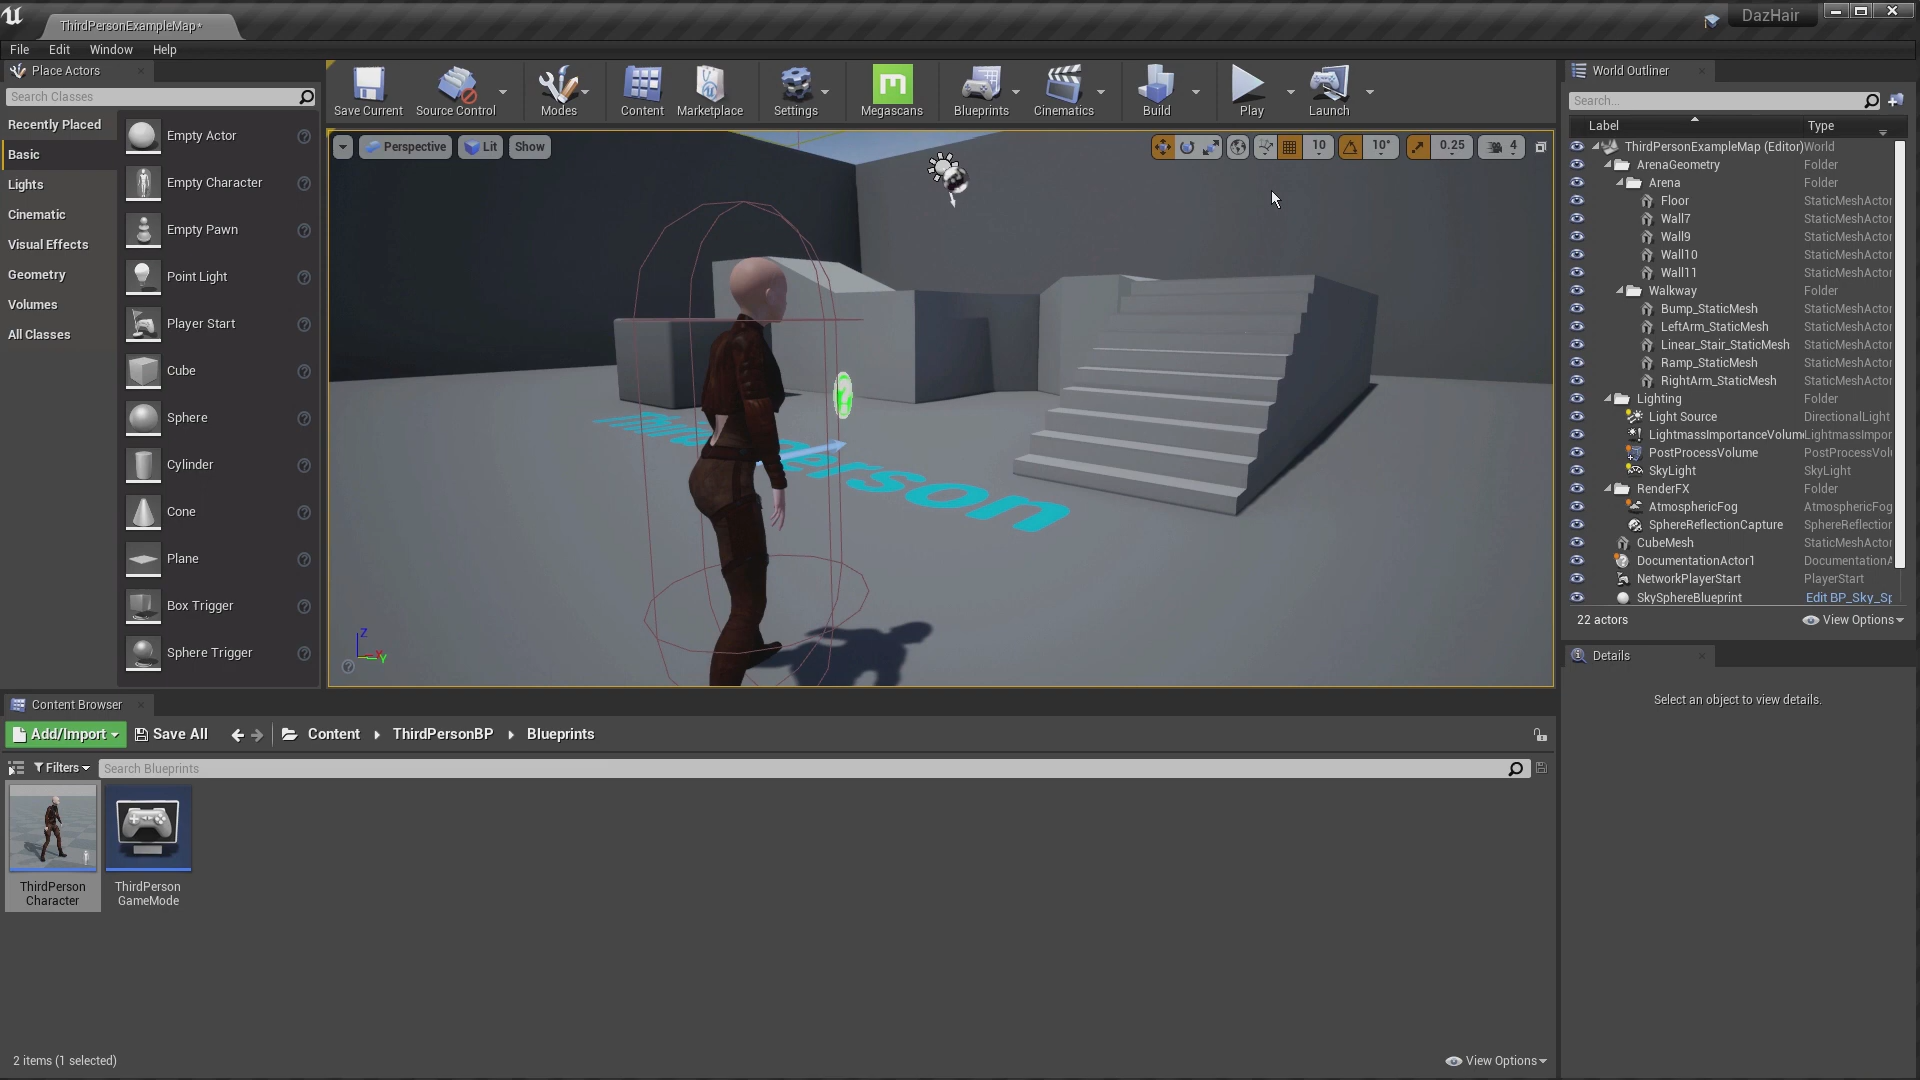 ThirdPersonExampleMap*
DazHair
File Edit Window Help
Place Actors
Search Classes
Recently Placed
Basic
Lights
Cinematic
Visual Effects
Geometry
Volumes
All Classes
Empty Actor
Empty Character
Empty Pawn
Point Light
Player Start
Cube
Sphere
Cylinder
Cone
Plane
Box Trigger
Sphere Trigger
Save Current
Source Control
Modes
Content
Marketplace
Settings
Megascans
Blueprints
Cinematics
Build
Play
Launch
Perspective
Lit
Show
10
10°
0.25
4
Z
Y
World Outliner
Search...
Label Type
ThirdPersonExampleMap (Editor) World
ArenaGeometry Folder
Arena Folder
Floor StaticMeshActor
Wall7 StaticMeshActor
Wall9 StaticMeshActor
Wall10 StaticMeshActor
Wall11 StaticMeshActor
Walkway Folder
Bump_StaticMesh StaticMeshActor
LeftArm_StaticMesh StaticMeshActor
Linear_Stair_StaticMesh StaticMeshActor
Ramp_StaticMesh StaticMeshActor
RightArm_StaticMesh StaticMeshActor
Lighting Folder
Light Source DirectionalLight
LightmassImportanceVolume LightmassImpor
PostProcessVolume PostProcessVolu
SkyLight SkyLight
RenderFX Folder
AtmosphericFog AtmosphericFog
SphereReflectionCapture SphereReflection
CubeMesh StaticMeshActor
DocumentationActor1 DocumentationA
NetworkPlayerStart PlayerStart
SkySphereBlueprint Edit BP_Sky_Sp
22 actors
View Options
Details
Select an object to view details.
Content Browser
Add/Import Save All Content ThirdPersonBP Blueprints
Filters Search Blueprints
ThirdPerson
Character
ThirdPerson
GameMode
2 items (1 selected)
View Options